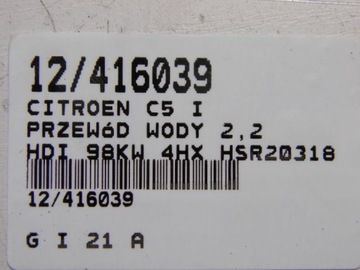 12/416039
CITROEN C5 I
PRZEWóD WODY 2,2
HDI 98KW 4HX HSR20318
12/416039
G I 21 A